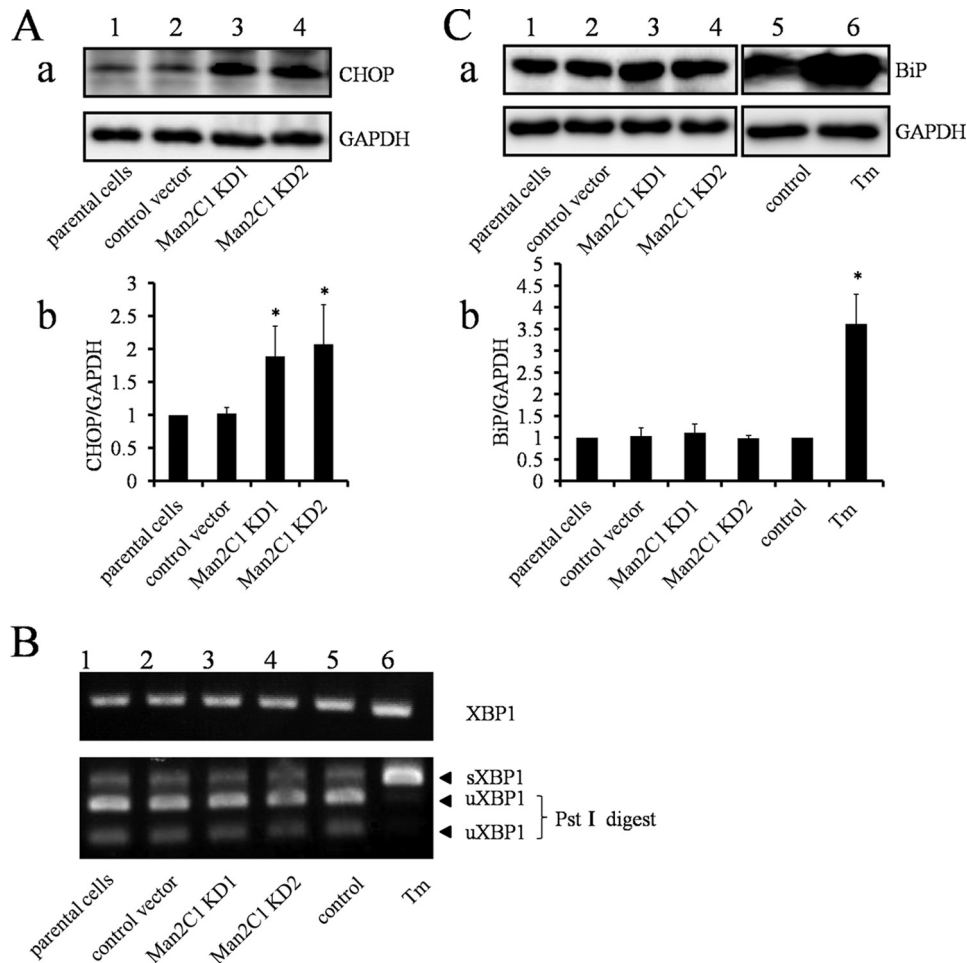 A
1 2 3 4
a
CHOP
GAPDH
parental cells
control vector
Man2C1 KD1
Man2C1 KD2
b
CHOP/GAPDH
3
2.5
2
1.5
1
0.5
0
* *
parental cells
control vector
Man2C1 KD1
Man2C1 KD2
C
1 2 3 4 5 6
a
BiP
GAPDH
parental cells
control vector
Man2C1 KD1
Man2C1 KD2
control
Tm
b
BiP/GAPDH
5
4.5
4
3.5
3
2.5
2
1.5
1
0.5
0
*
parental cells
control vector
Man2C1 KD1
Man2C1 KD2
control
Tm
B
1 2 3 4 5 6
XBP1
sXBP1
uXBP1
Pst I digest
uXBP1
parental cells
control vector
Man2C1 KD1
Man2C1 KD2
control
Tm